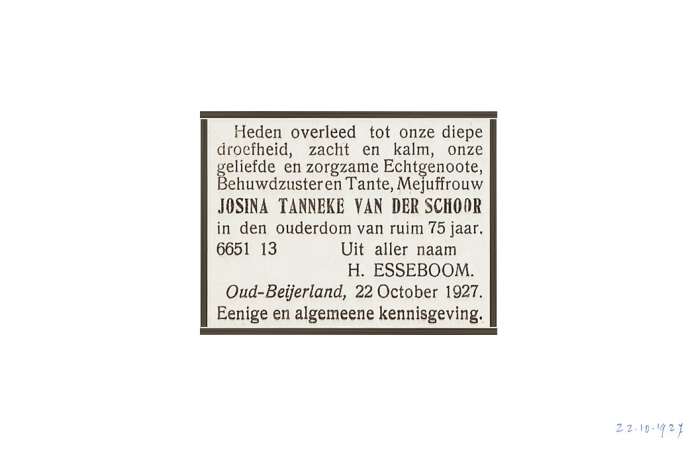 Heden overleed tot onze diepe
droefheid, zacht en kalm, onze
geliefde en zorgzame Echtgenoote,
Behuwdzuster en Tante, Mejuffrouw
JOSINA TANNEKE VAN DER SCHOOR
in den ouderdom van ruim 75 jaar.
6651 13 Uit aller naam
H. ESSEBOOM.
Oud-Beijerland, 22 October 1927.
Eenige en algemeene kennisgeving.
22-10-1927